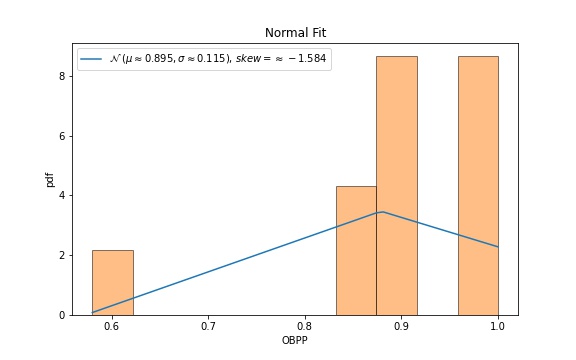 Normal Fit
𝒩(μ ≈ 0.895, σ ≈ 0.115), skew =≈ −1.584
8
6
4
2
0
pdf
0.6 0.7 0.8 0.9 1.0
OBPP